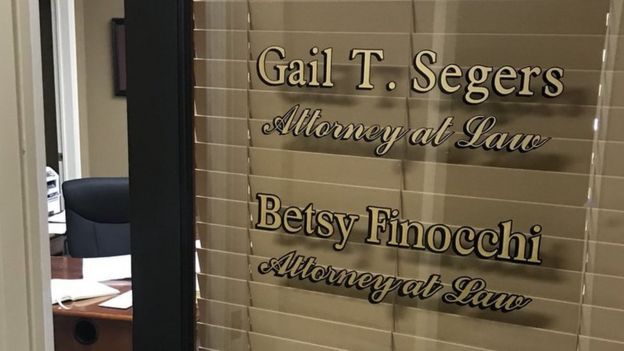 Gail T. Segers
Attorney at Law
Betsy Finocchi
Attorney at Law